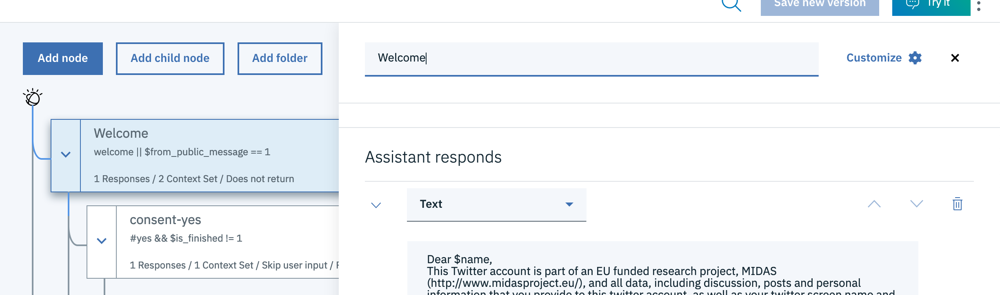 Save new version
Try it
Add node
Add child node
Add folder
Welcome
Customize
Welcome
welcome || $from_public_message == 1
1 Responses / 2 Context Set / Does not return
consent-yes
#yes && $is_finished != 1
1 Responses / 1 Context Set / Skip user input /
Assistant responds
Text
Dear $name,
This Twitter account is part of an EU funded research project, MIDAS
(http://www.midasproject.eu/), and all data, including discussion, posts and personal
information that you provide to this twitter account, as well as your twitter screen name and